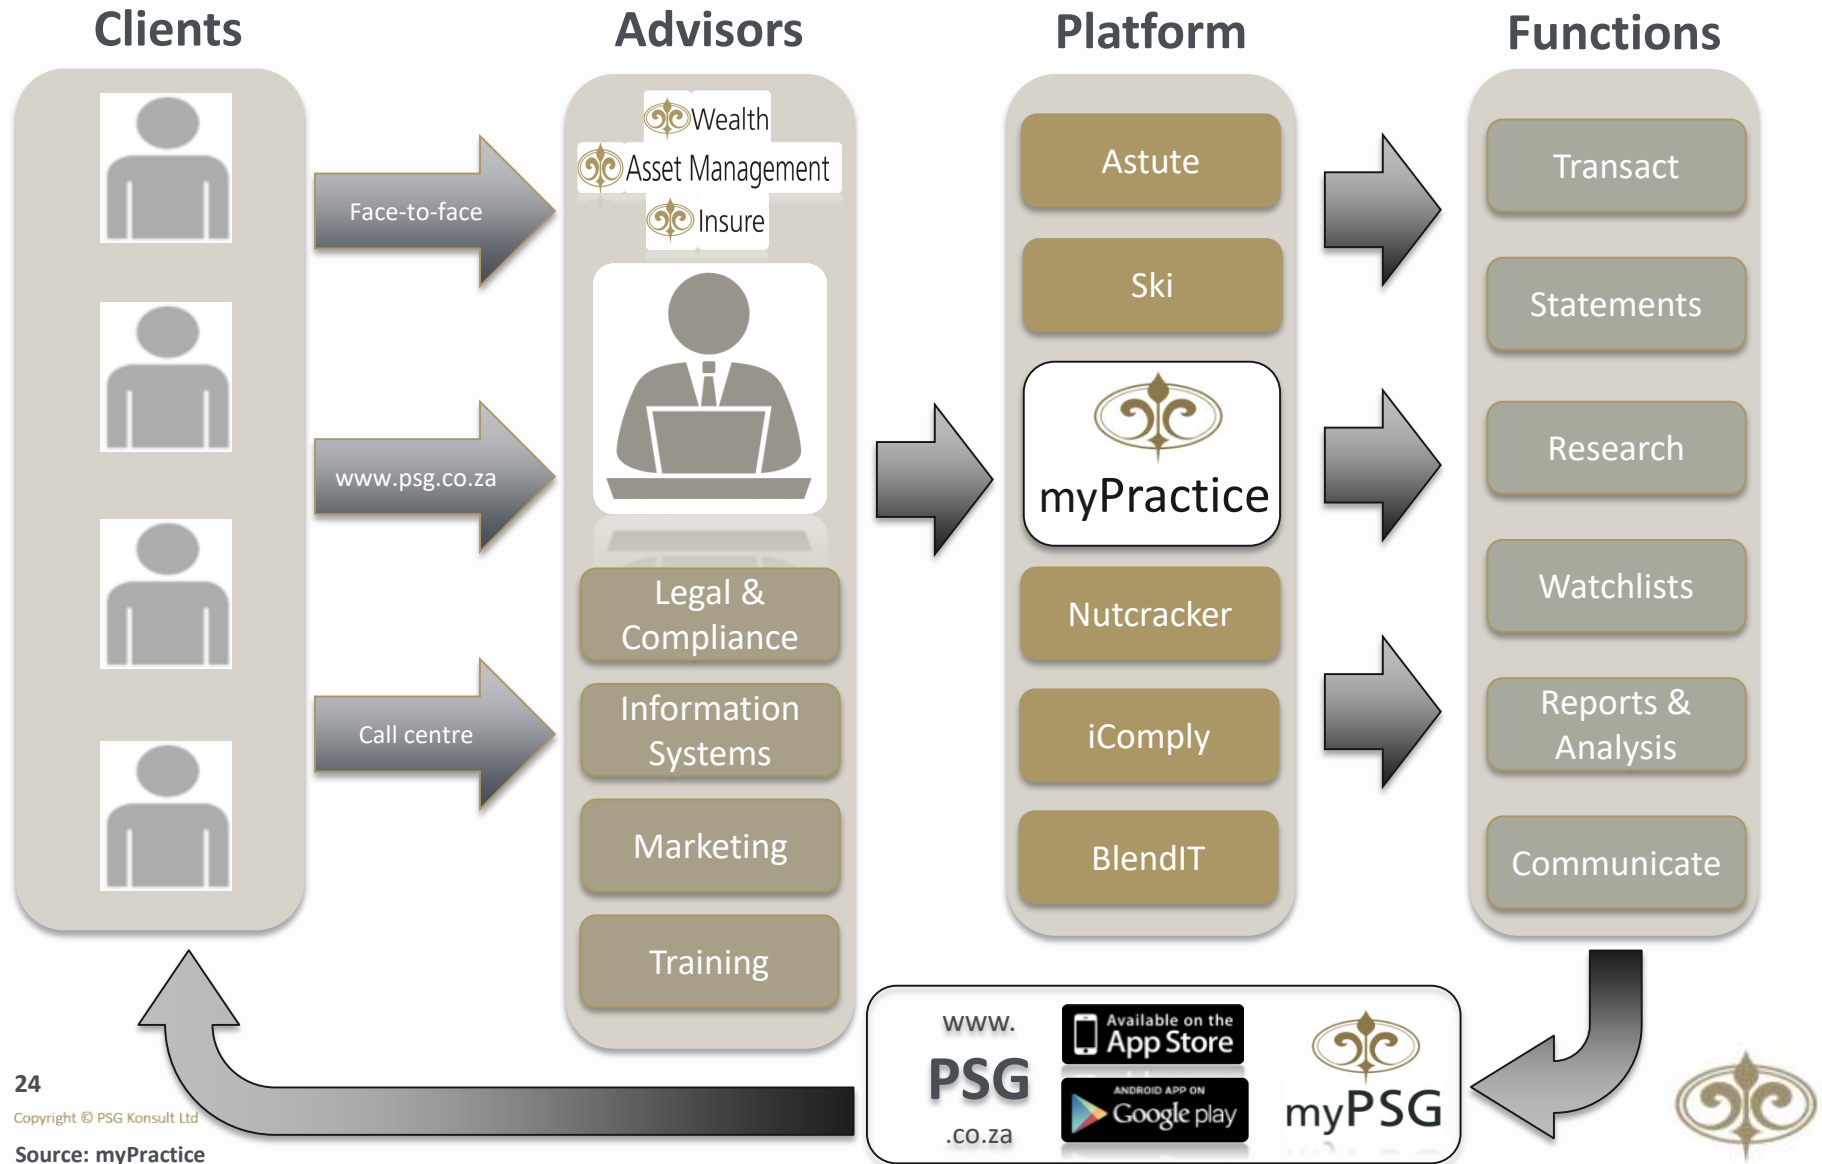 Clients
Advisors
Platform
Functions
Face-to-face
www.psg.co.za
Call centre
Wealth
Asset Management
Insure
Legal &
Compliance
Information
Systems
Marketing
Training
Astute
Ski
myPractice
Nutcracker
iComply
BlendIT
Transact
Statements
Research
Watchlists
Reports &
Analysis
Communicate
www.
PSG
.co.za
Available on the
App Store
ANDROID APP ON
Google play
myPSG
24
Copyright © PSG Konsult Ltd
Source: myPractice